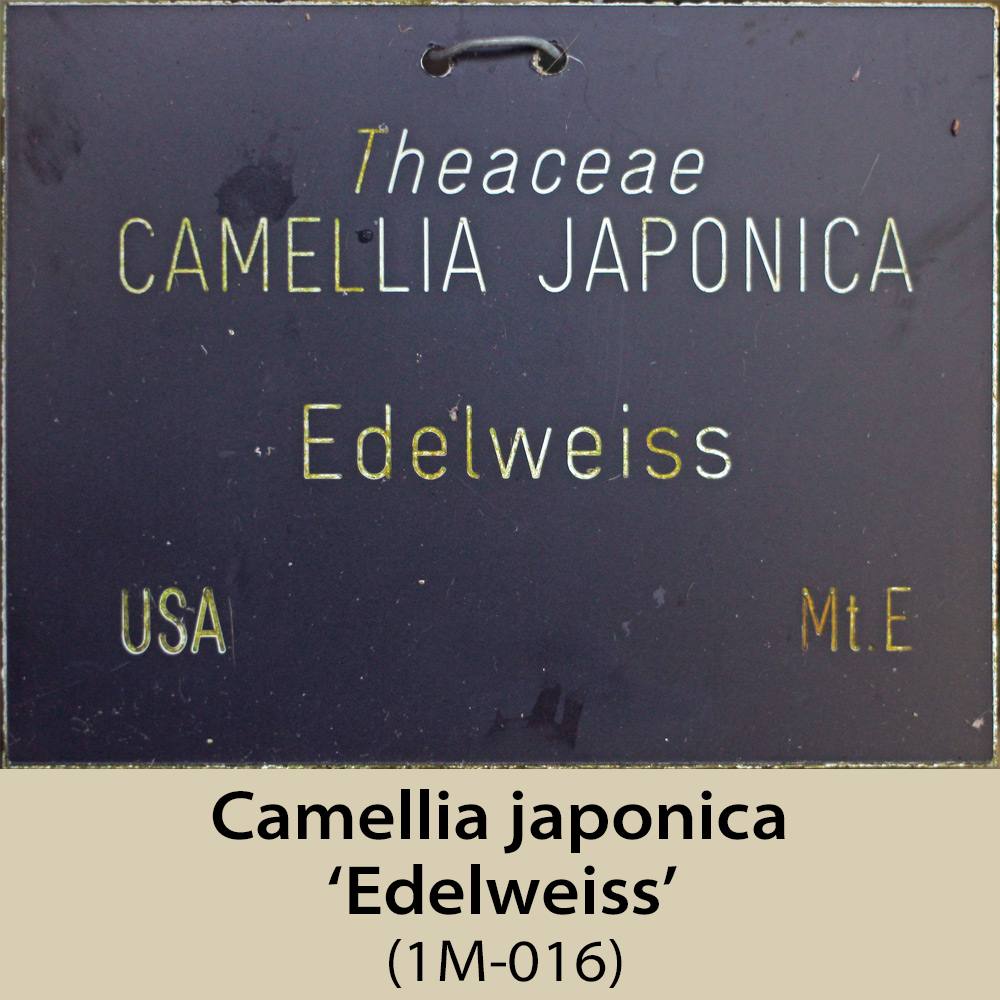 Theaceae
CAMELLIA JAPONICA
Edelweiss
USA Mt.E
Camellia japonica
‘Edelweiss’
(1M-016)